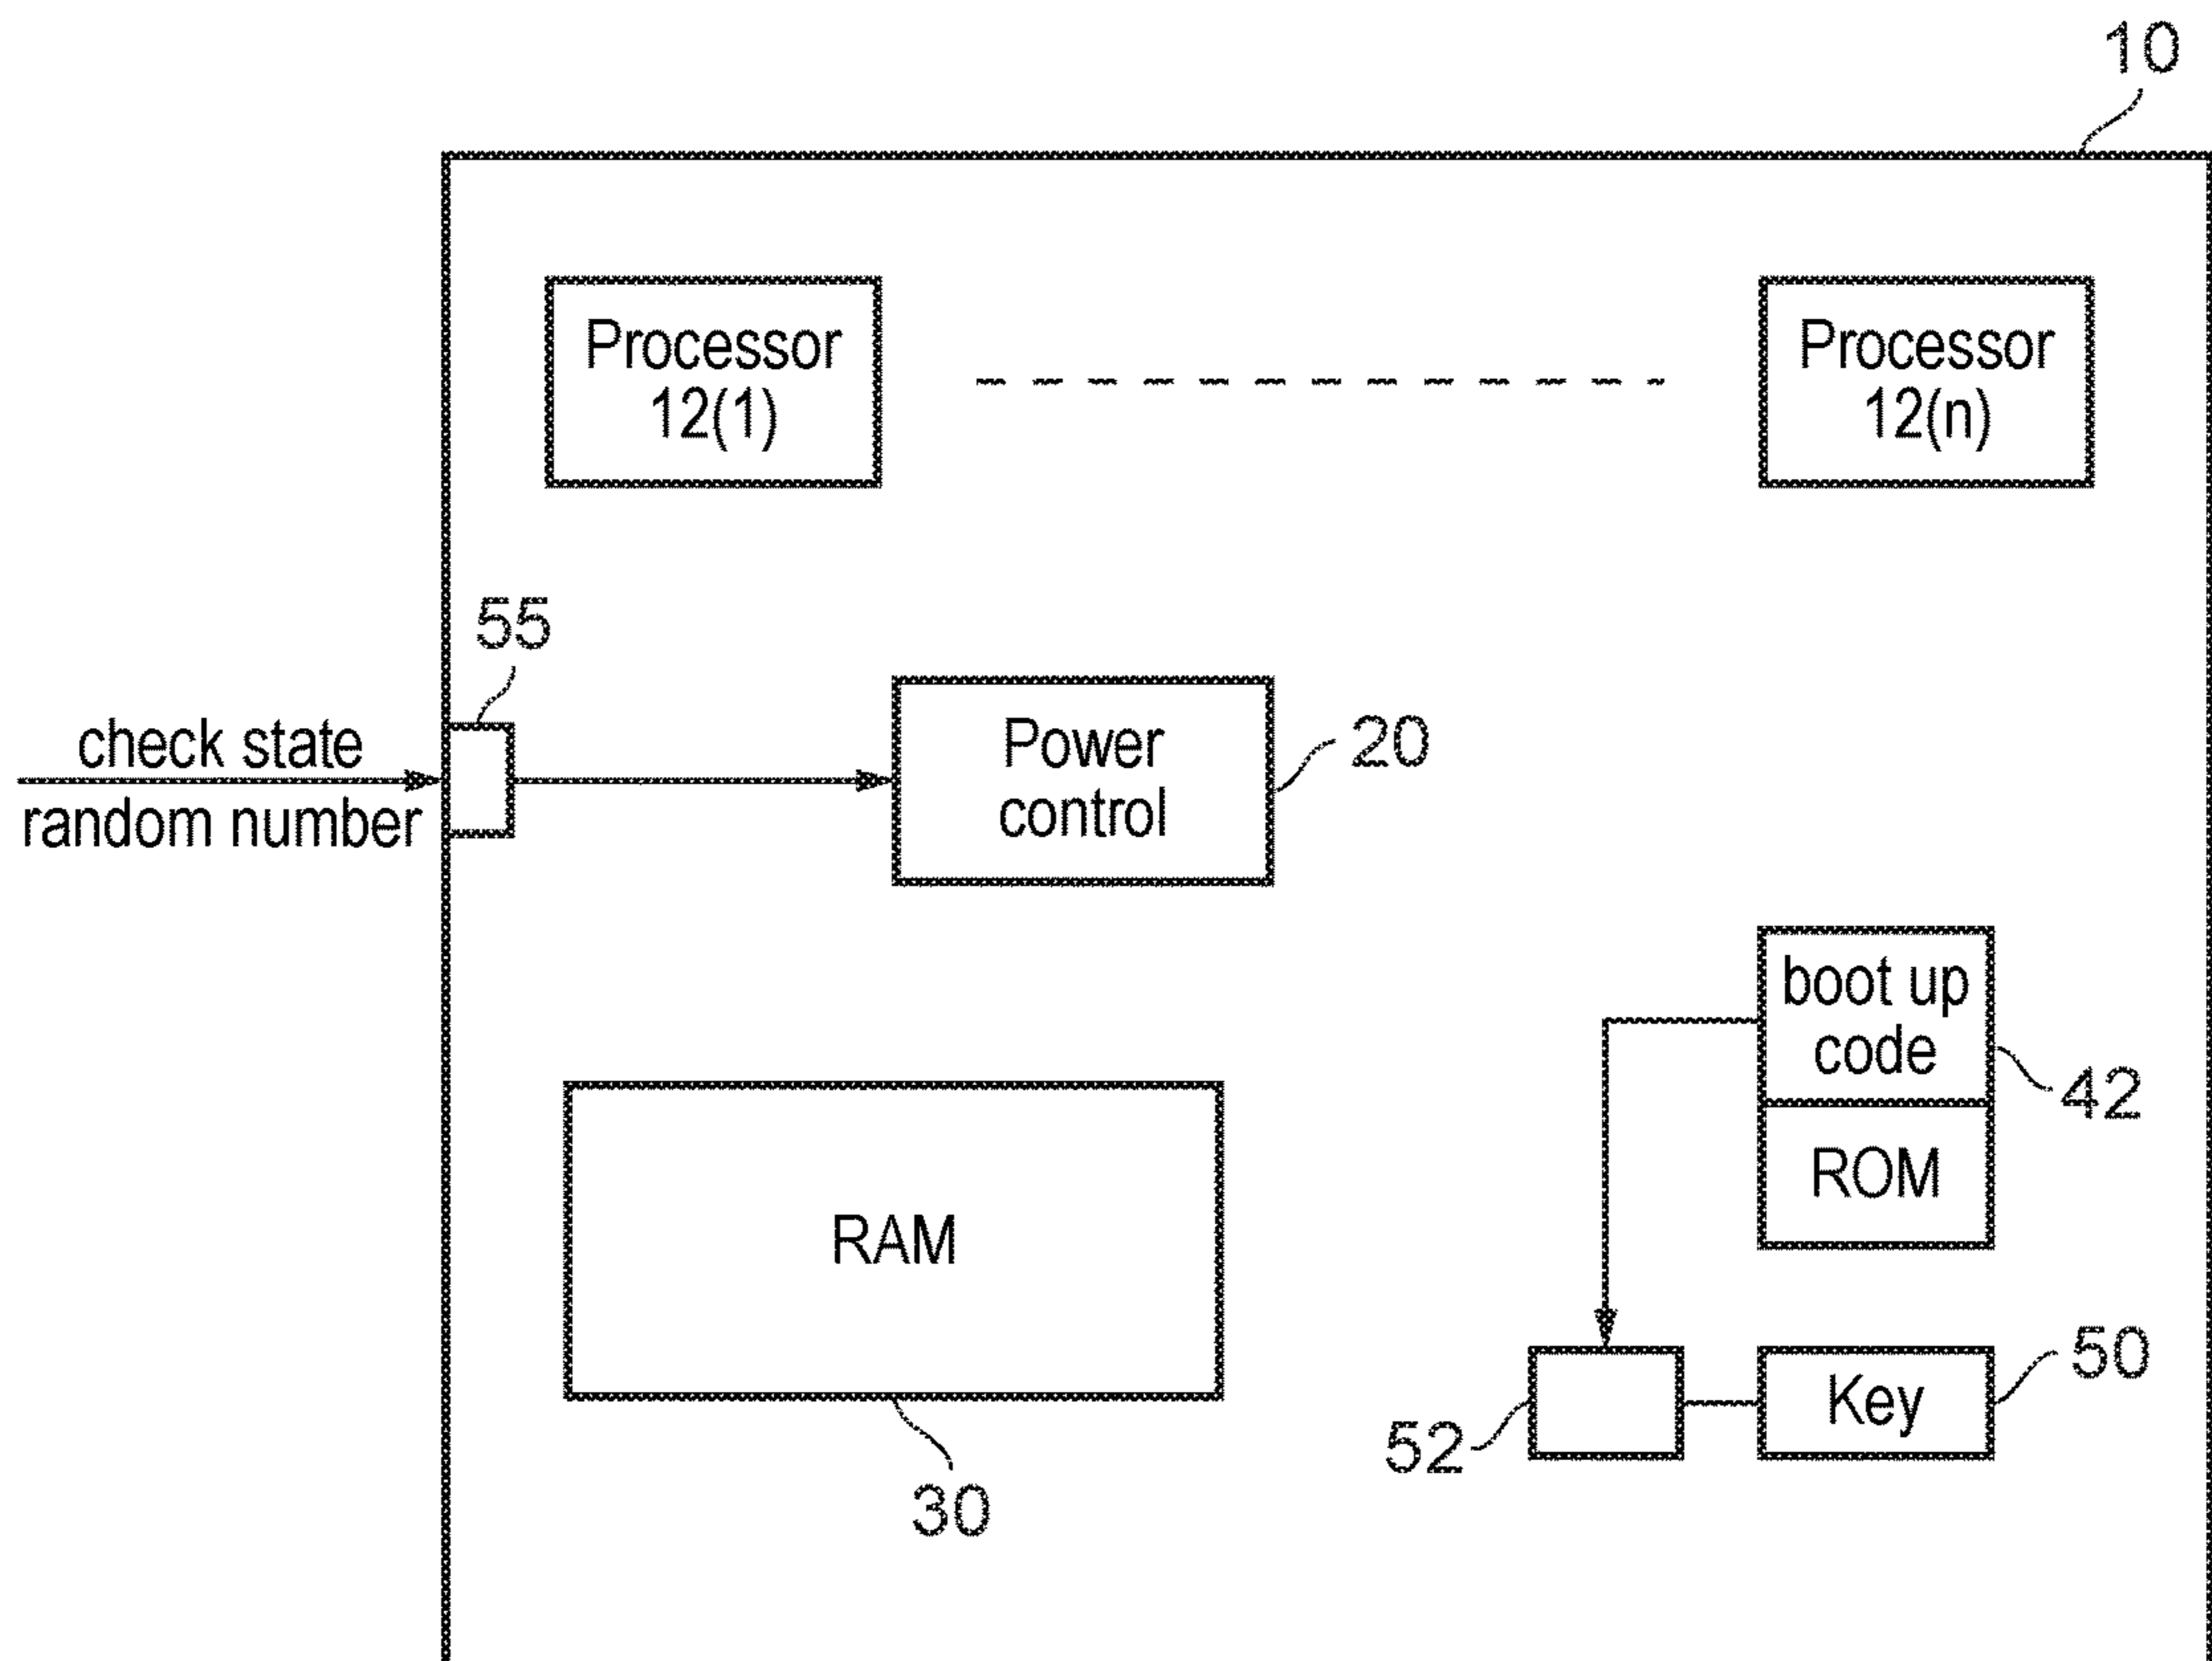 10
Processor
12(1)
Processor
12(n)
55
check state
random number
Power
control
20
boot up
code
42
ROM
RAM
30
52
Key
50